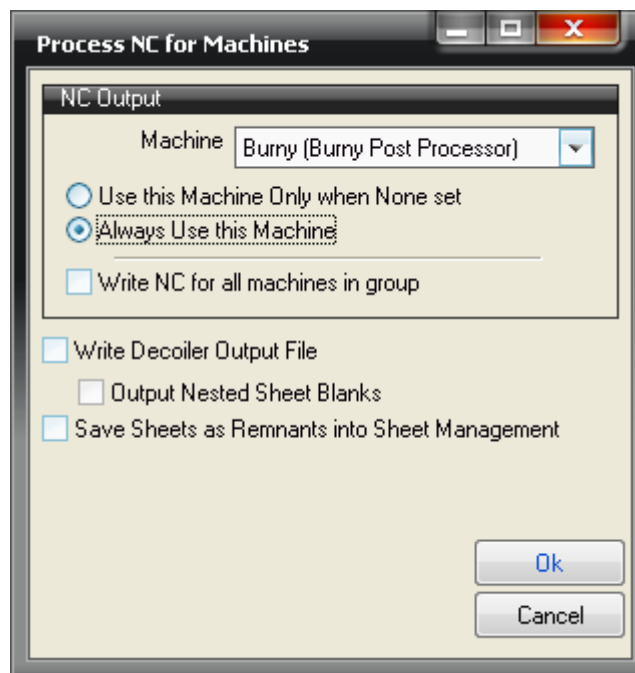 Process NC for Machines
NC Output
Machine Burny (Burny Post Processor)
Use this Machine Only when None set
Always Use this Machine
Write NC for all machines in group
Write Decoiler Output File
Output Nested Sheet Blanks
Save Sheets as Remnants into Sheet Management
Ok
Cancel